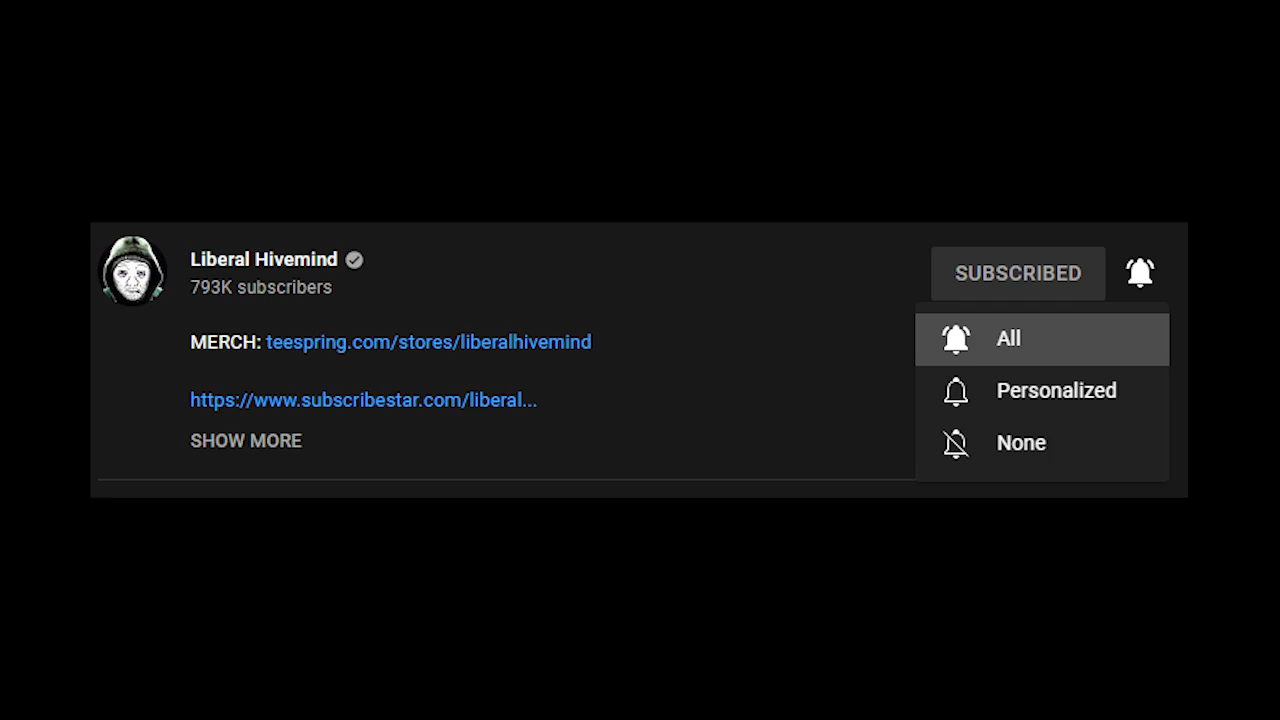 Liberal Hivemind
793K subscribers
SUBSCRIBED
MERCH: teespring.com/stores/liberalhivemind
https://www.subscribestar.com/liberal...
SHOW MORE
All
Personalized
None